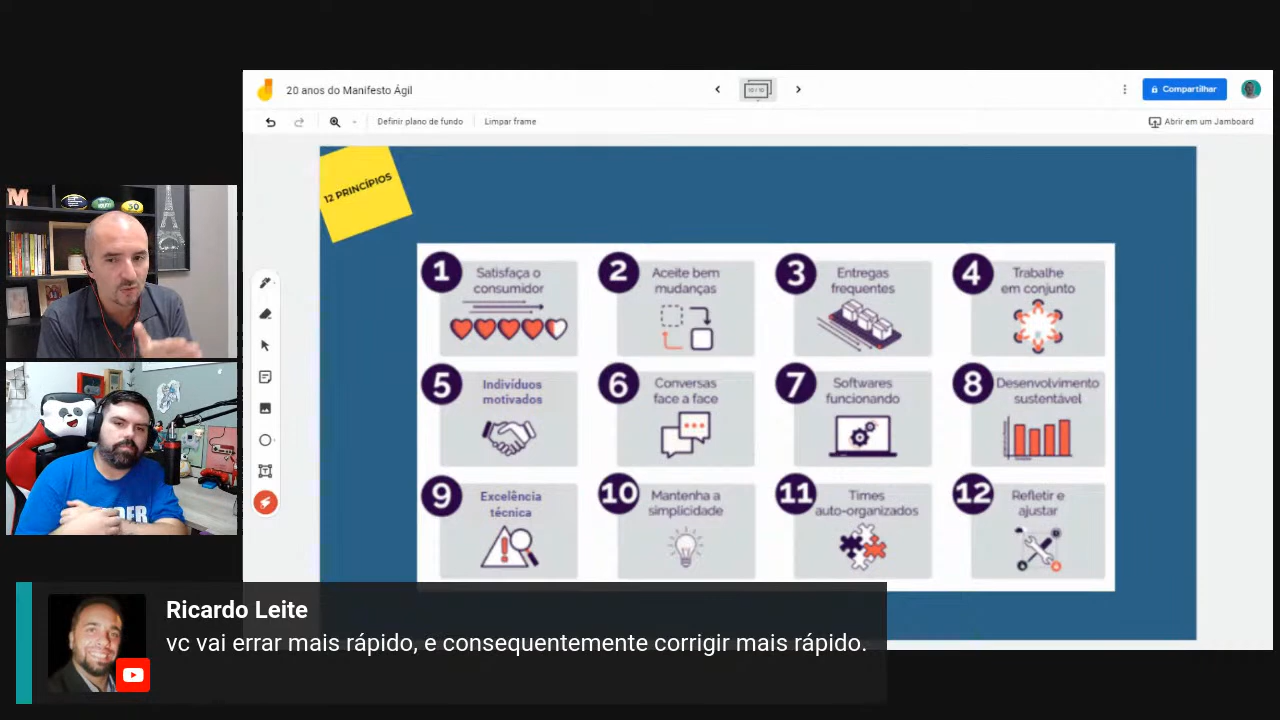 20 anos do Manifesto Ágil
Compartilhar
Definir plano de fundo
Limpar frame
Abrir em um Jamboard
12 PRINCÍPIOS
1
Satisfaça o
consumidor
2
Aceite bem
mudanças
3
Entregas
frequentes
4
Trabalhe
em conjunto
5
Indivíduos
motivados
6
Conversas
face a face
7
Softwares
funcionando
8
Desenvolvimento
sustentável
9
Excelência
técnica
10
Mantenha a
simplicidade
11
Times
auto-organizados
12
Refletir e
ajustar
M
Ricardo Leite
vc vai errar mais rápido, e consequentemente corrigir mais rápido.